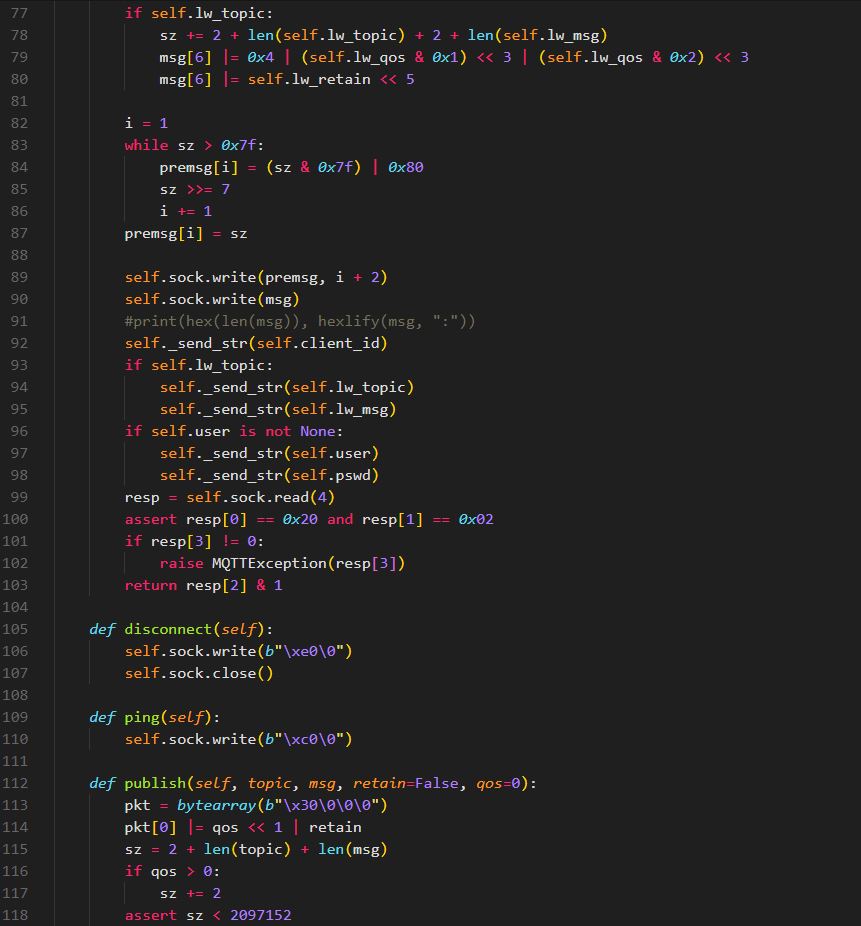 77 if self.lw_topic:
78 sz += 2 + len(self.lw_topic) + 2 + len(self.lw_msg)
79 msg[6] |= 0x4 | (self.lw_qos & 0x1) << 3 | (self.lw_qos & 0x2) << 3
80 msg[6] |= self.lw_retain << 5
81
82 i = 1
83 while sz > 0x7f:
84 premsg[i] = (sz & 0x7f) | 0x80
85 sz >>= 7
86 i += 1
87 premsg[i] = sz
88
89 self.sock.write(premsg, i + 2)
90 self.sock.write(msg)
91 #print(hex(len(msg)), hexlify(msg, ":"))
92 self._send_str(self.client_id)
93 if self.lw_topic:
94 self._send_str(self.lw_topic)
95 self._send_str(self.lw_msg)
96 if self.user is not None:
97 self._send_str(self.user)
98 self._send_str(self.pswd)
99 resp = self.sock.read(4)
100 assert resp[0] == 0x20 and resp[1] == 0x02
101 if resp[3] != 0:
102 raise MQTTException(resp[3])
103 return resp[2] & 1
104
105 def disconnect(self):
106 self.sock.write(b"\xe0\0")
107 self.sock.close()
108
109 def ping(self):
110 self.sock.write(b"\xc0\0")
111
112 def publish(self, topic, msg, retain=False, qos=0):
113 pkt = bytearray(b"\x30\0\0\0")
114 pkt[0] |= qos << 1 | retain
115 sz = 2 + len(topic) + len(msg)
116 if qos > 0:
117 sz += 2
118 assert sz < 2097152